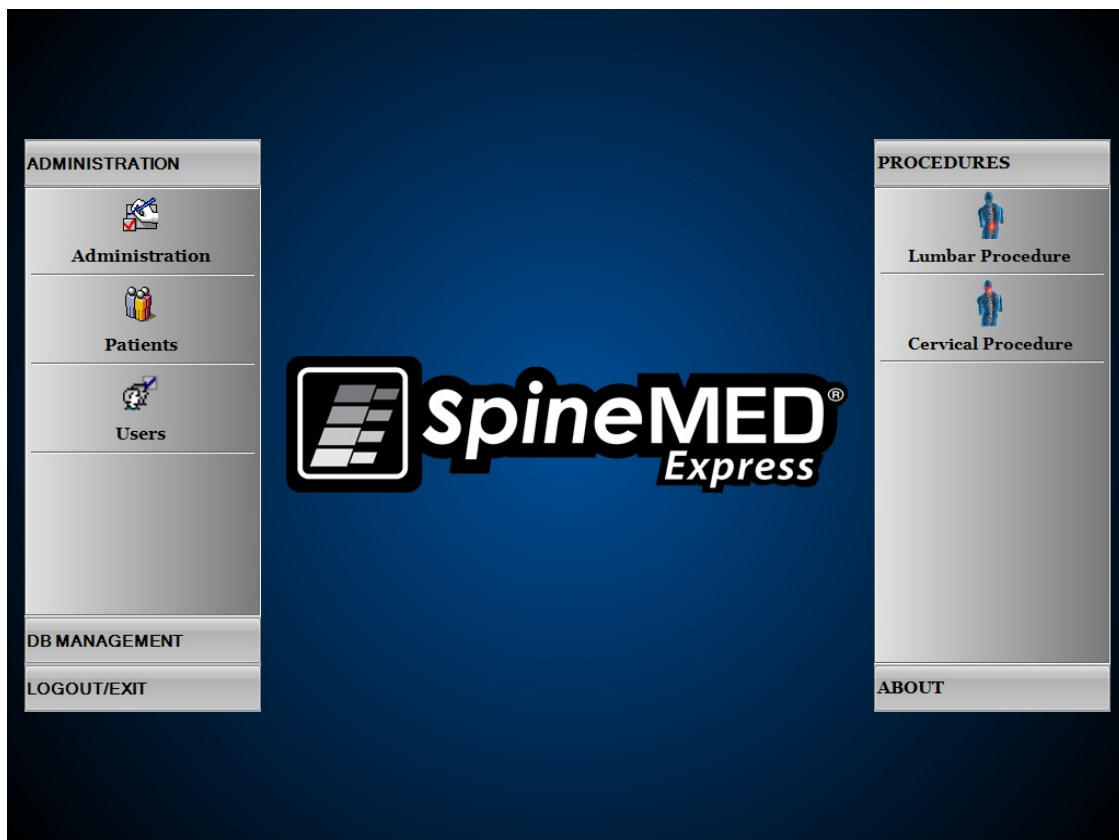 ADMINISTRATION
Administration
Patients
Users
DB MANAGEMENT
LOGOUT/EXIT
SpineMED®
Express
PROCEDURES
Lumbar Procedure
Cervical Procedure
ABOUT